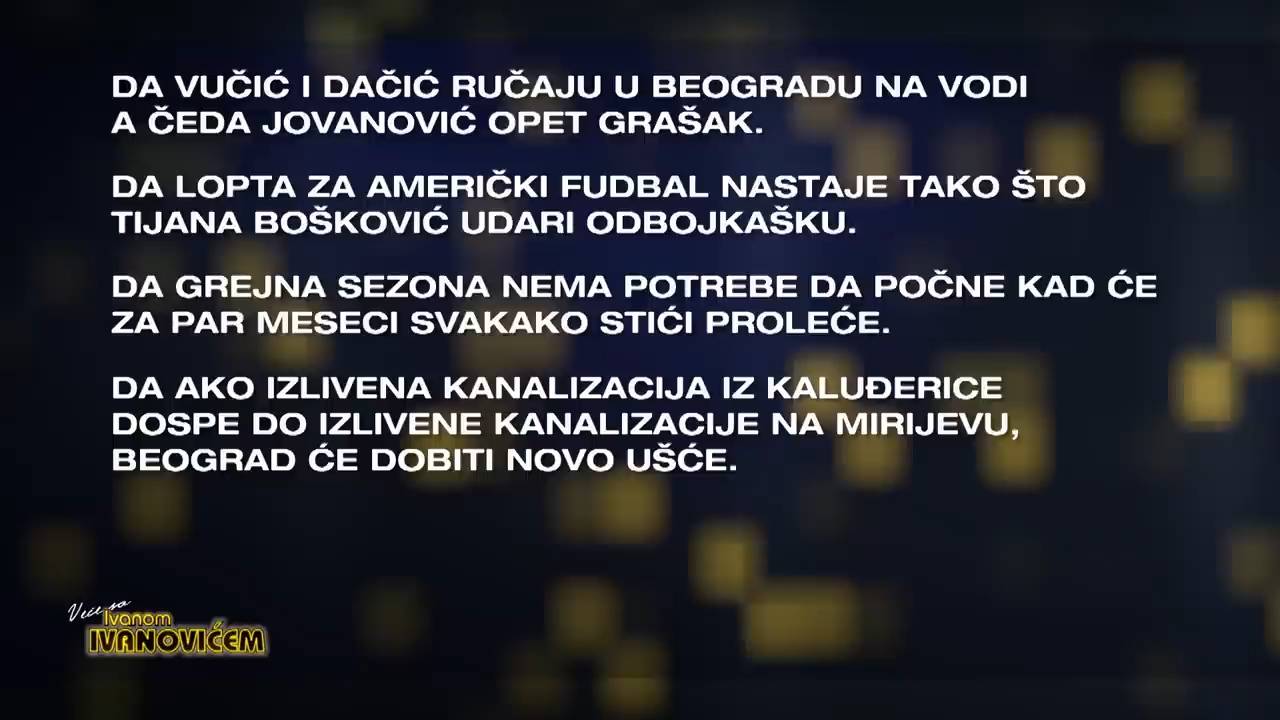 DA VUČIĆ I DAČIĆ RUČAJU U BEOGRADU NA VODI
A ČEDA JOVANOVIĆ OPET GRAŠAK.
DA LOPTA ZA AMERIČKI FUDBAL NASTAJE TAKO ŠTO
TIJANA BOŠKOVIĆ UDARI ODBOJKAŠKU.
DA GREJNA SEZONA NEMA POTREBE DA POČNE KAD ĆE
ZA PAR MESECI SVAKAKO STIĆI PROLEĆE.
DA AKO IZLIVENA KANALIZACIJA IZ KALUĐERICE
DOSPE DO IZLIVENE KANALIZACIJE NA MIRIJEVU,
BEOGRAD ĆE DOBITI NOVO UŠĆE.
Veče sa
Ivanom
IVANOVIĆEM